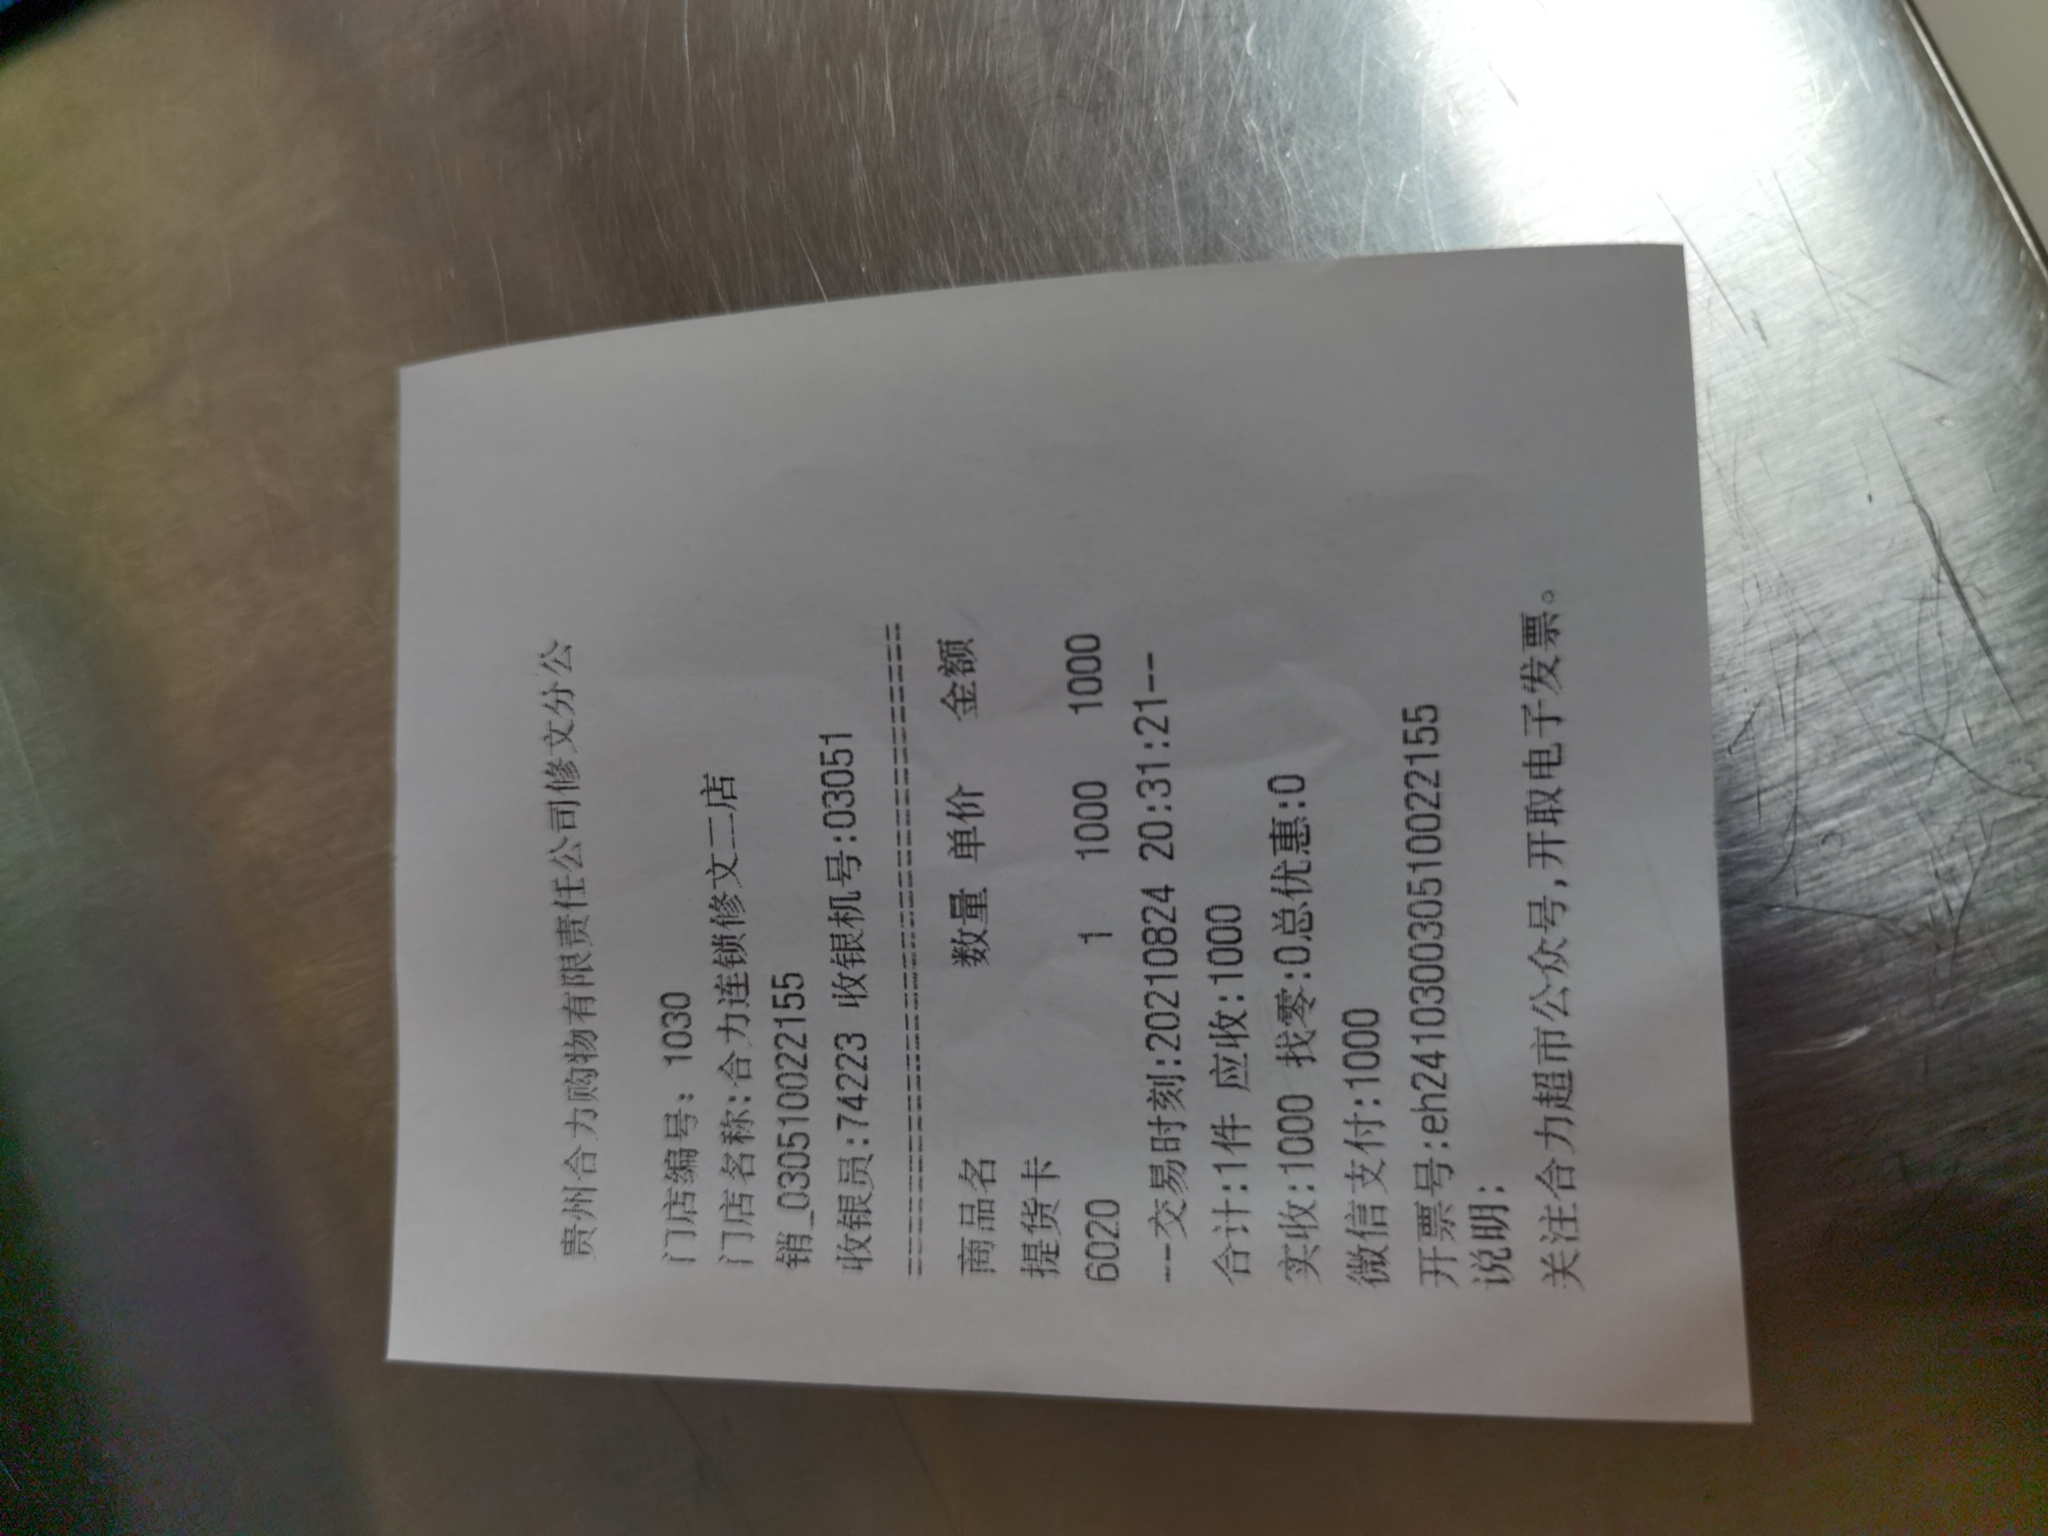 贵州合力购物有限责任公司修文分公
门店编号: 1030
门店名称:合力连锁修文二店
销_03051002 2155
收银员:74223 收银机号:03051
========================================
商品名 数量 单价 金额
提货卡
6020 1 1000 1000
--交易时刻:20210824 20:31:21--
合计:1件 应收:1000
实收:1000 找零:0总优惠:0
微信支付:1000
开票号:eh24103003051002 2155
说明:
关注合力超市公众号,开取电子发票。